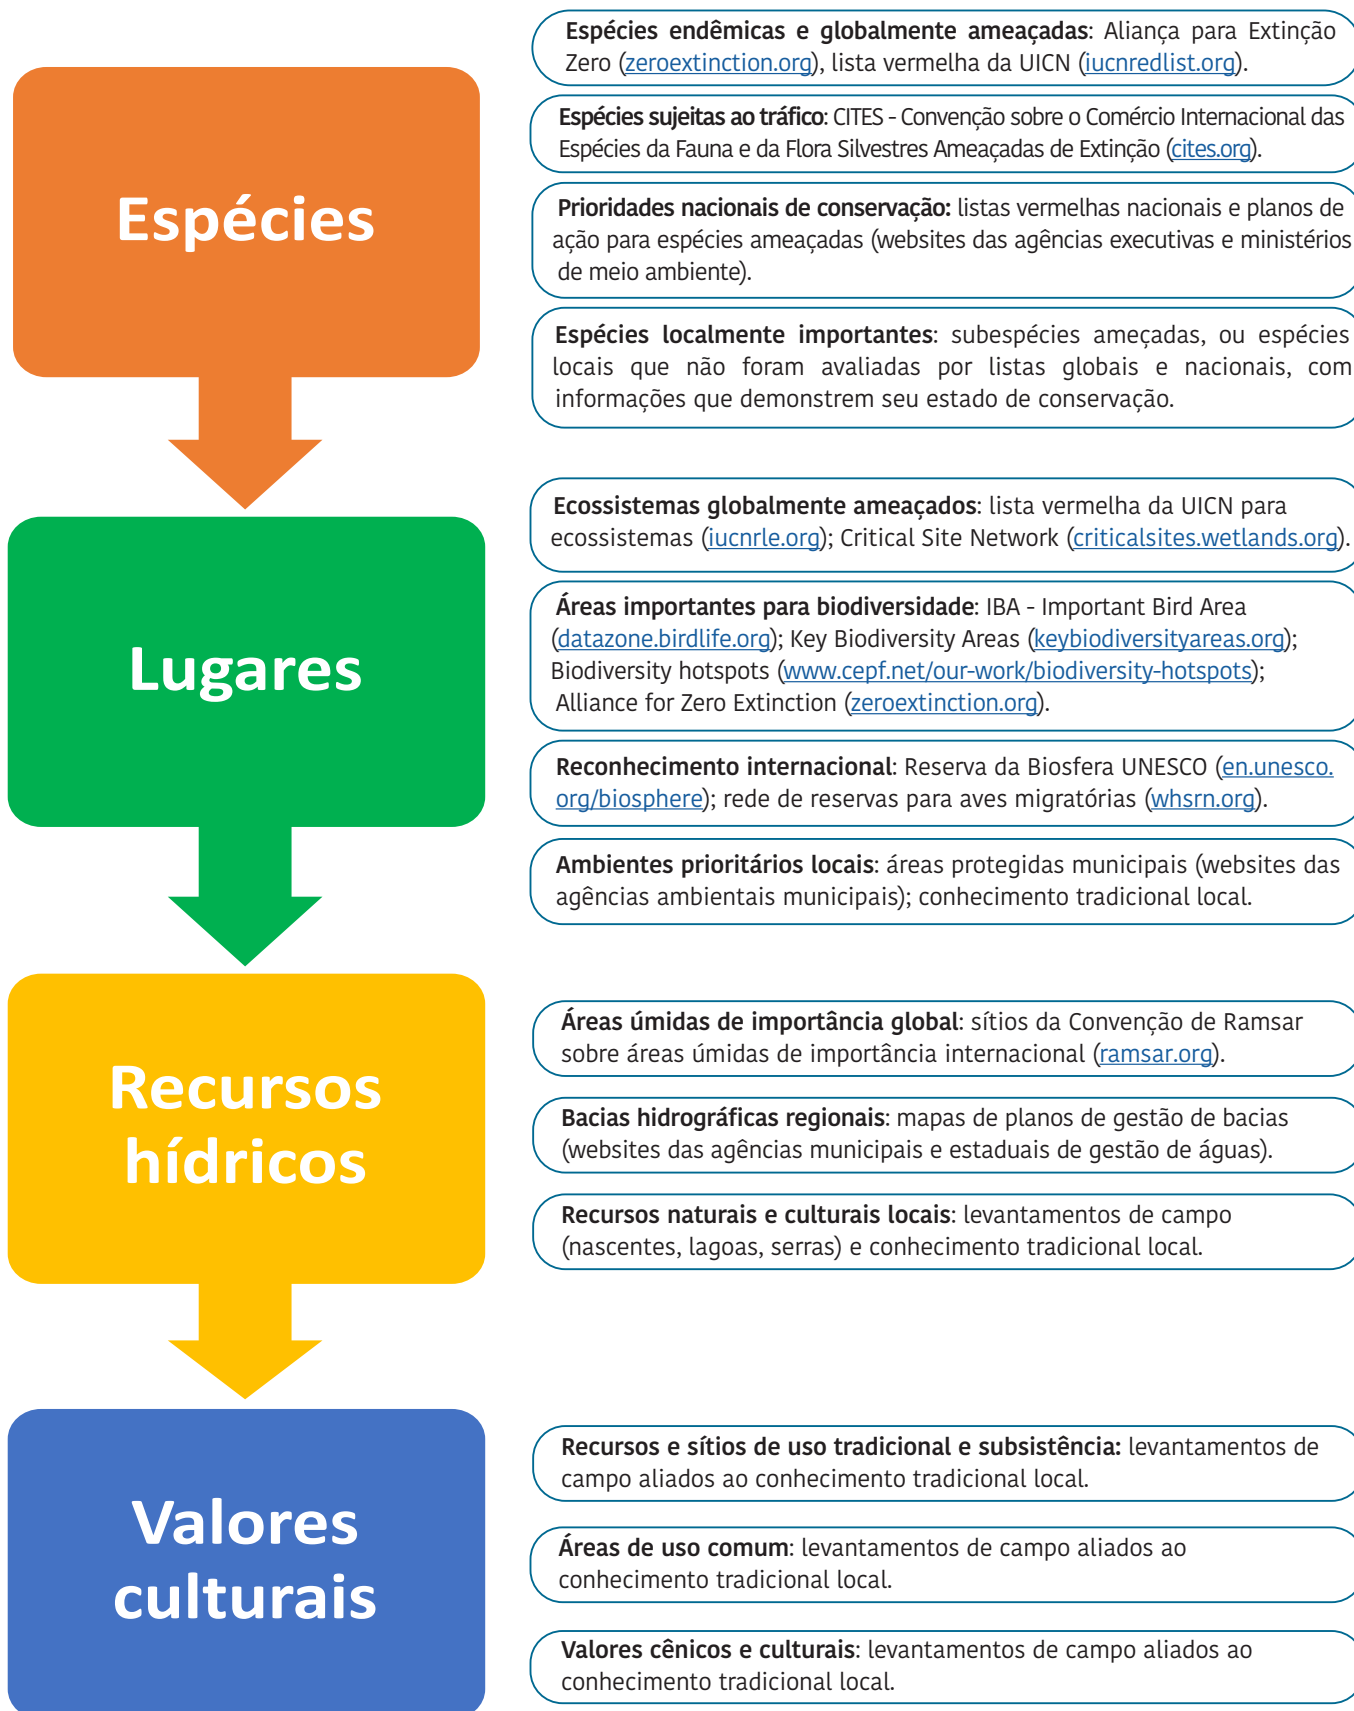 Espécies
Espécies endêmicas e globalmente ameaçadas: Aliança para Extinção
Zero (zeroextinction.org), lista vermelha da UICN (iucnredlist.org).
Espécies sujeitas ao tráfico: CITES - Convenção sobre o Comércio Internacional das
Espécies da Fauna e da Flora Silvestres Ameaçadas de Extinção (cites.org).
Prioridades nacionais de conservação: listas vermelhas nacionais e planos de
ação para espécies ameaçadas (websites das agências executivas e ministérios
de meio ambiente).
Espécies localmente importantes: subespécies ameçadas, ou espécies
locais que não foram avaliadas por listas globais e nacionais, com
informações que demonstrem seu estado de conservação.
Lugares
Ecossistemas globalmente ameaçados: lista vermelha da UICN para
ecossistemas (iucnrle.org); Critical Site Network (criticalsites.wetlands.org).
Áreas importantes para biodiversidade: IBA - Important Bird Area
(datazone.birdlife.org); Key Biodiversity Areas (keybiodiversityareas.org);
Biodiversity hotspots (www.cepf.net/our-work/biodiversity-hotspots);
Alliance for Zero Extinction (zeroextinction.org).
Reconhecimento internacional: Reserva da Biosfera UNESCO (en.unesco.
org/biosphere); rede de reservas para aves migratórias (whsrn.org).
Ambientes prioritários locais: áreas protegidas municipais (websites das
agências ambientais municipais); conhecimento tradicional local.
Recursos
hídricos
Áreas úmidas de importância global: sítios da Convenção de Ramsar
sobre áreas úmidas de importância internacional (ramsar.org).
Bacias hidrográficas regionais: mapas de planos de gestão de bacias
(websites das agências municipais e estaduais de gestão de águas).
Recursos naturais e culturais locais: levantamentos de campo
(nascentes, lagoas, serras) e conhecimento tradicional local.
Valores
culturais
Recursos e sítios de uso tradicional e subsistência: levantamentos de
campo aliados ao conhecimento tradicional local.
Áreas de uso comum: levantamentos de campo aliados ao
conhecimento tradicional local.
Valores cênicos e culturais: levantamentos de campo aliados ao
conhecimento tradicional local.